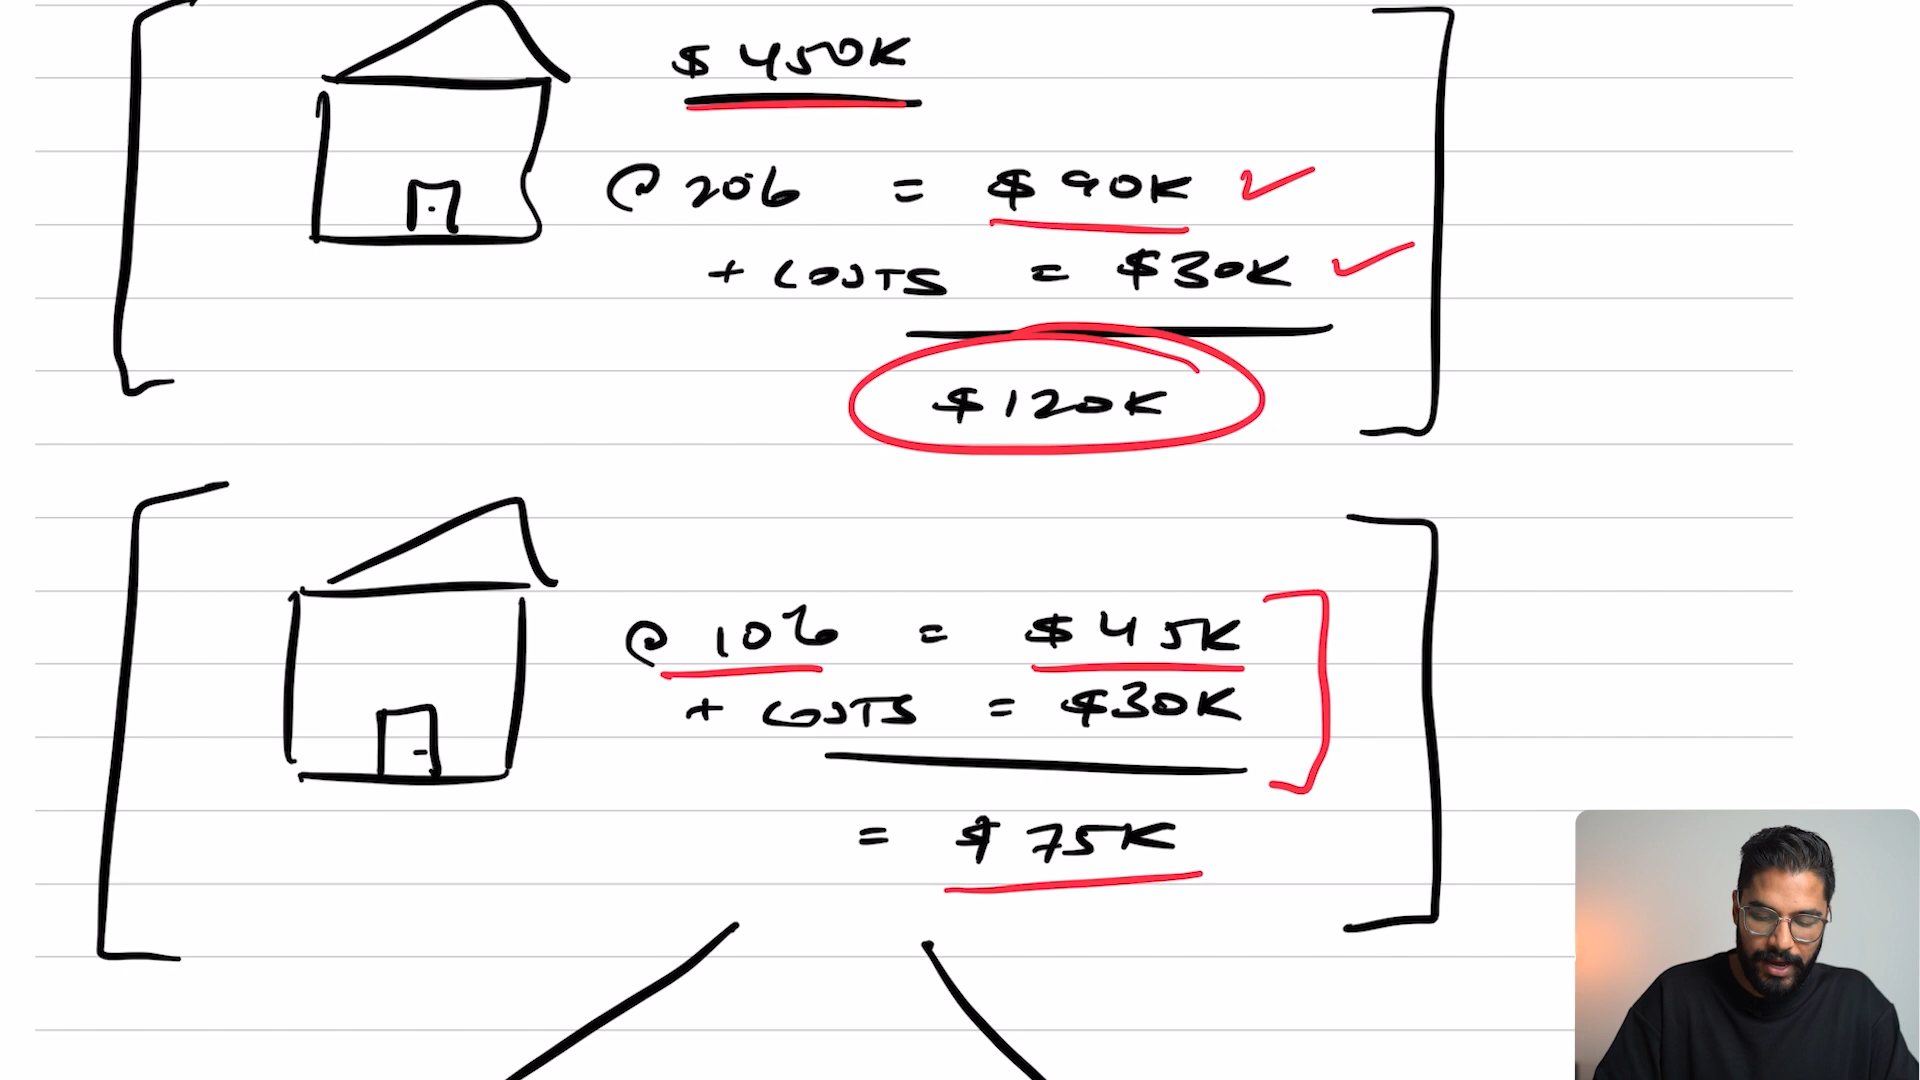 $ 450K
@ 20% = $ 90K
+ COSTS = $30K
$120K
@ 10% = $ 45K
+ COSTS = $30K
= $ 75K